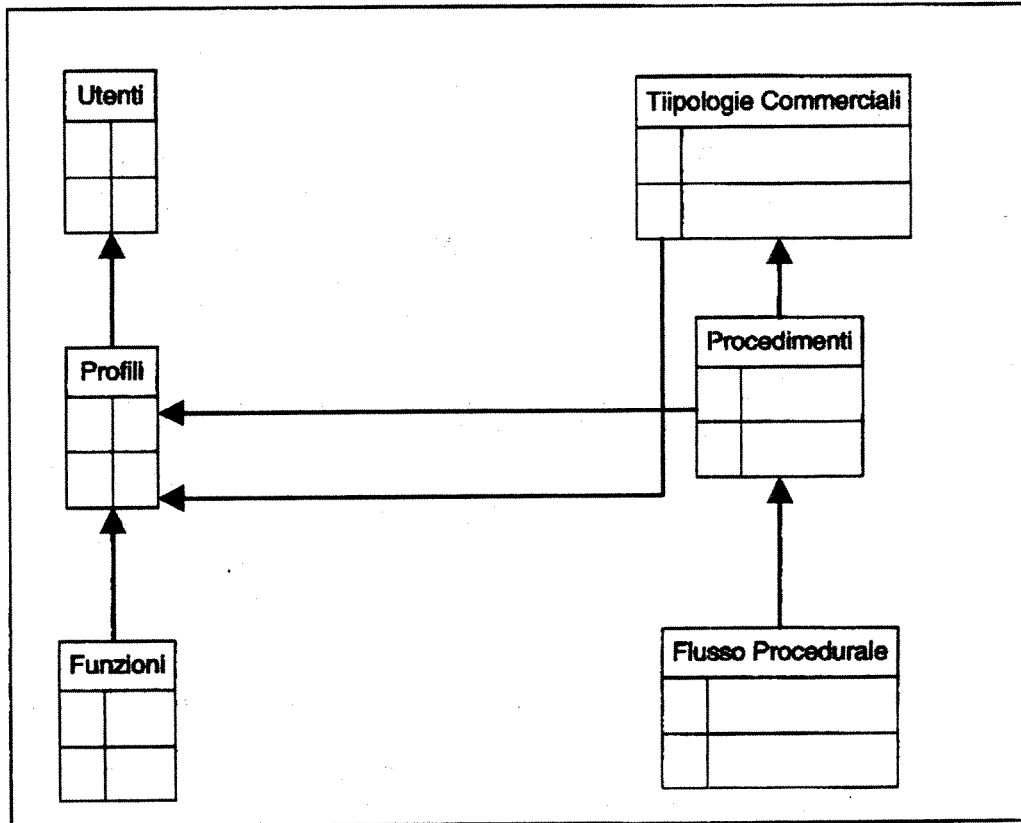 Utenti
Tiipologie Commerciali
Profili
Procedimenti
Funzioni
Flusso Procedurale